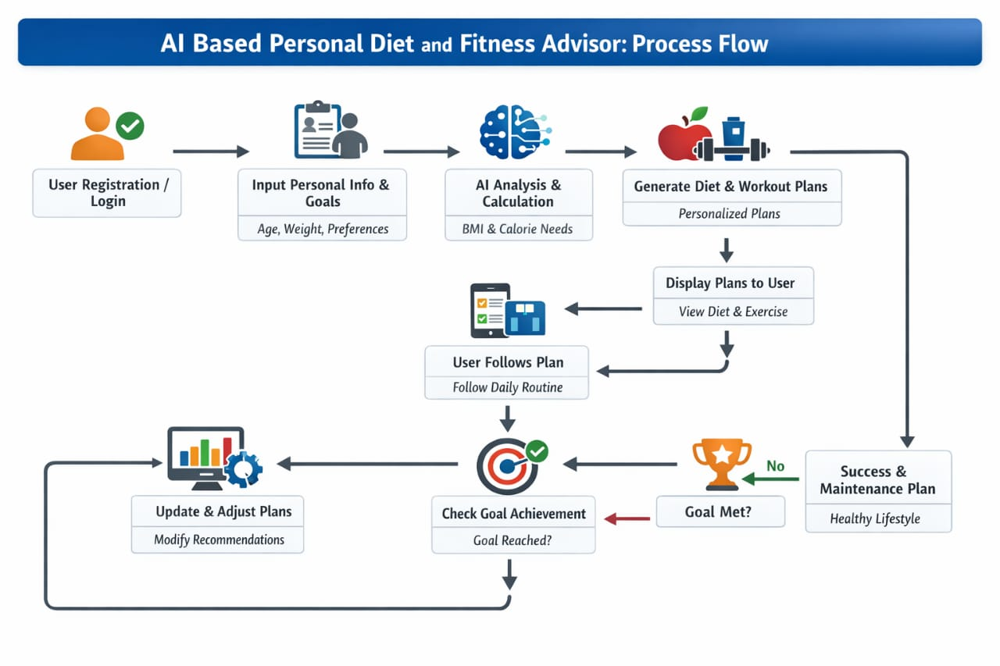 AI Based Personal Diet and Fitness Advisor: Process Flow
User Registration /
Login
Input Personal Info &
Goals
Age, Weight, Preferences
AI Analysis &
Calculation
BMI & Calorie Needs
Generate Diet & Workout Plans
Personalized Plans
Display Plans to User
View Diet & Exercise
User Follows Plan
Follow Daily Routine
Update & Adjust Plans
Modify Recommendations
Check Goal Achievement
Goal Reached?
Goal Met?
No
Success &
Maintenance Plan
Healthy Lifestyle